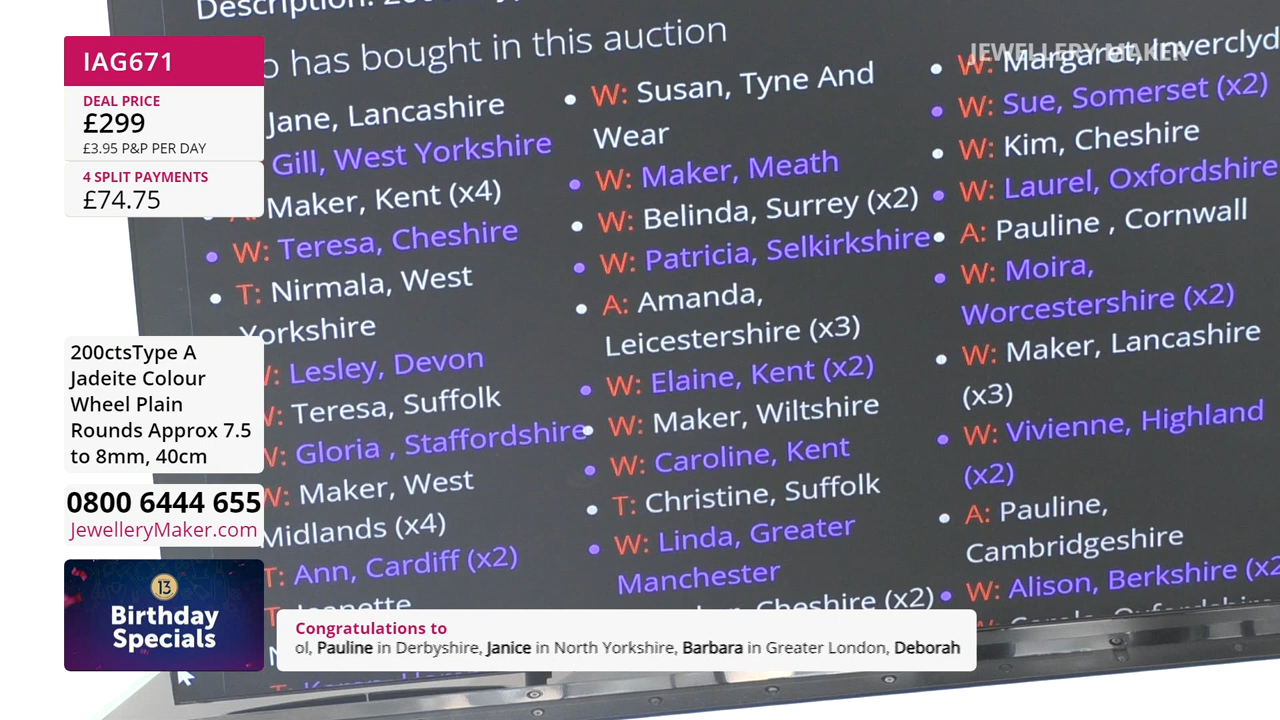 IAG671
DEAL PRICE
£299
£3.95 P&P PER DAY
4 SPLIT PAYMENTS
£74.75
200ctsType A
Jadeite Colour
Wheel Plain
Rounds Approx 7.5
to 8mm, 40cm
0800 6444 655
JewelleryMaker.com
13
Birthday
Specials
JEWELLERY MAKER
Description:
o has bought in this auction
Jane, Lancashire
Gill, West Yorkshire
Maker, Kent (x4)
W: Teresa, Cheshire
T: Nirmala, West
Yorkshire
W: Lesley, Devon
W: Teresa, Suffolk
W: Gloria , Staffordshire
W: Maker, West
Midlands (x4)
T: Ann, Cardiff (x2)
T: Jeanette
W: Susan, Tyne And
Wear
W: Maker, Meath
W: Belinda, Surrey (x2)
W: Patricia, Selkirkshire
A: Amanda,
Leicestershire (x3)
W: Elaine, Kent (x2)
W: Maker, Wiltshire
W: Caroline, Kent
T: Christine, Suffolk
W: Linda, Greater
Manchester
Cheshire (x2)
W: Margaret, Inverclyd
W: Sue, Somerset (x2)
W: Kim, Cheshire
W: Laurel, Oxfordshire
A: Pauline , Cornwall
W: Moira,
Worcestershire (x2)
W: Maker, Lancashire
(x3)
W: Vivienne, Highland
(x2)
A: Pauline,
Cambridgeshire
W: Alison, Berkshire (x2
Congratulations to
ol, Pauline in Derbyshire, Janice in North Yorkshire, Barbara in Greater London, Deborah